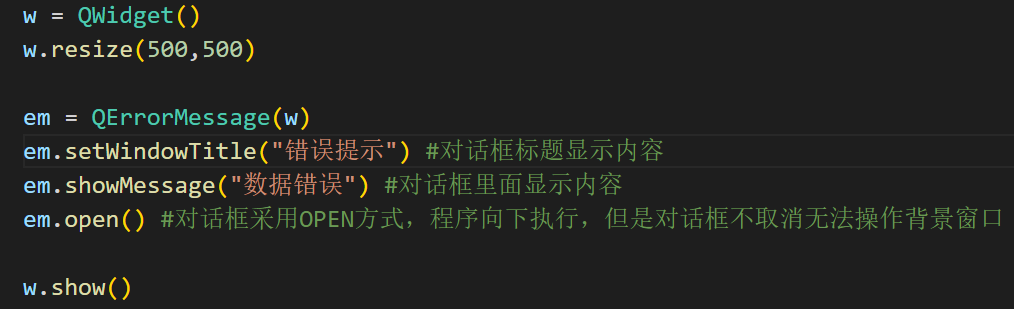 w = QWidget()
w.resize(500,500)
em = QErrorMessage(w)
em.setWindowTitle("错误提示") #对话框标题显示内容
em.showMessage("数据错误") #对话框里面显示内容
em.open() #对话框采用OPEN方式，程序向下执行，但是对话框不取消无法操作背景窗口
w.show()